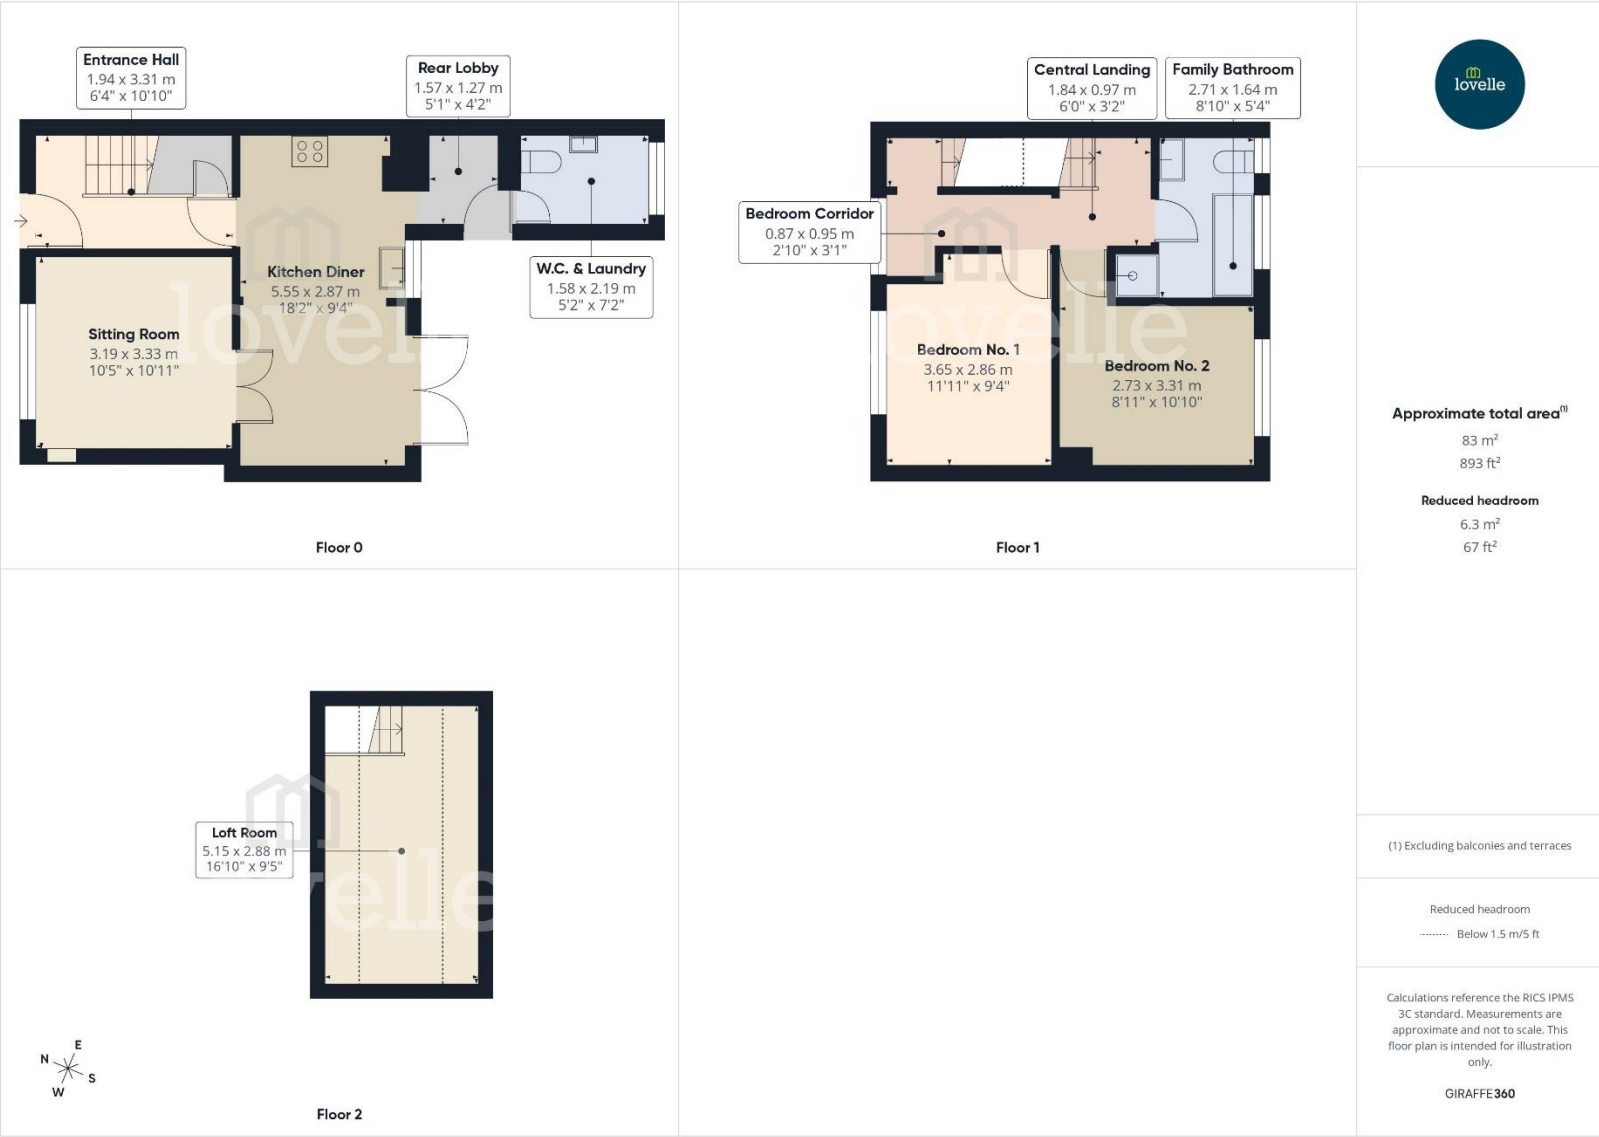 Entrance Hall
1.94 x 3.31 m
6'4" x 10'10"
Rear Lobby
1.57 x 1.27 m
5'1" x 4'2"
Kitchen Diner
5.55 x 2.87 m
18'2" x 9'4"
W.C. & Laundry
1.58 x 2.19 m
5'2" x 7'2"
Sitting Room
3.19 x 3.33 m
10'5" x 10'11"
lovelle
Floor 0
Central Landing
1.84 x 0.97 m
6'0" x 3'2"
Family Bathroom
2.71 x 1.64 m
8'10" x 5'4"
Bedroom Corridor
0.87 x 0.95 m
2'10" x 3'1"
Bedroom No. 1
3.65 x 2.86 m
11'11" x 9'4"
Bedroom No. 2
2.73 x 3.31 m
8'11" x 10'10"
lovelle
Floor 1
Loft Room
5.15 x 2.88 m
16'10" x 9'5"
velle
N
E
S
W
Floor 2
lovelle
Approximate total area(1)
83 m²
893 ft²
Reduced headroom
6.3 m²
67 ft²
(1) Excluding balconies and terraces
Reduced headroom
Below 1.5 m/5 ft
Calculations reference the RICS IPMS
3C standard. Measurements are
approximate and not to scale. This
floor plan is intended for illustration
only.
GIRAFFE360